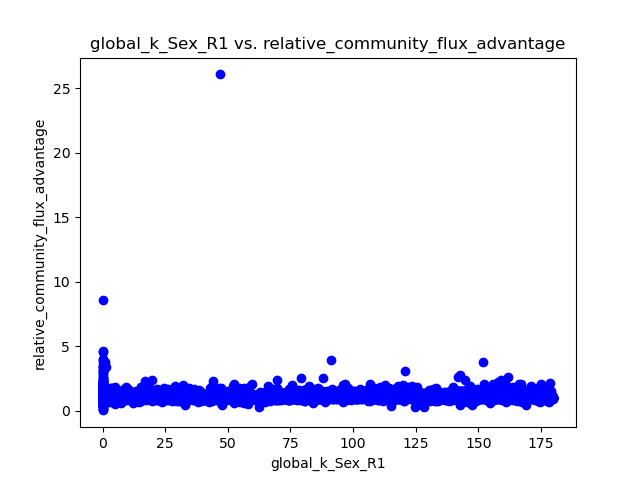 global_k_Sex_R1 vs. relative_community_flux_advantage
relative_community_flux_advantage
25
20
15
10
5
0
0 25 50 75 100 125 150 175
global_k_Sex_R1